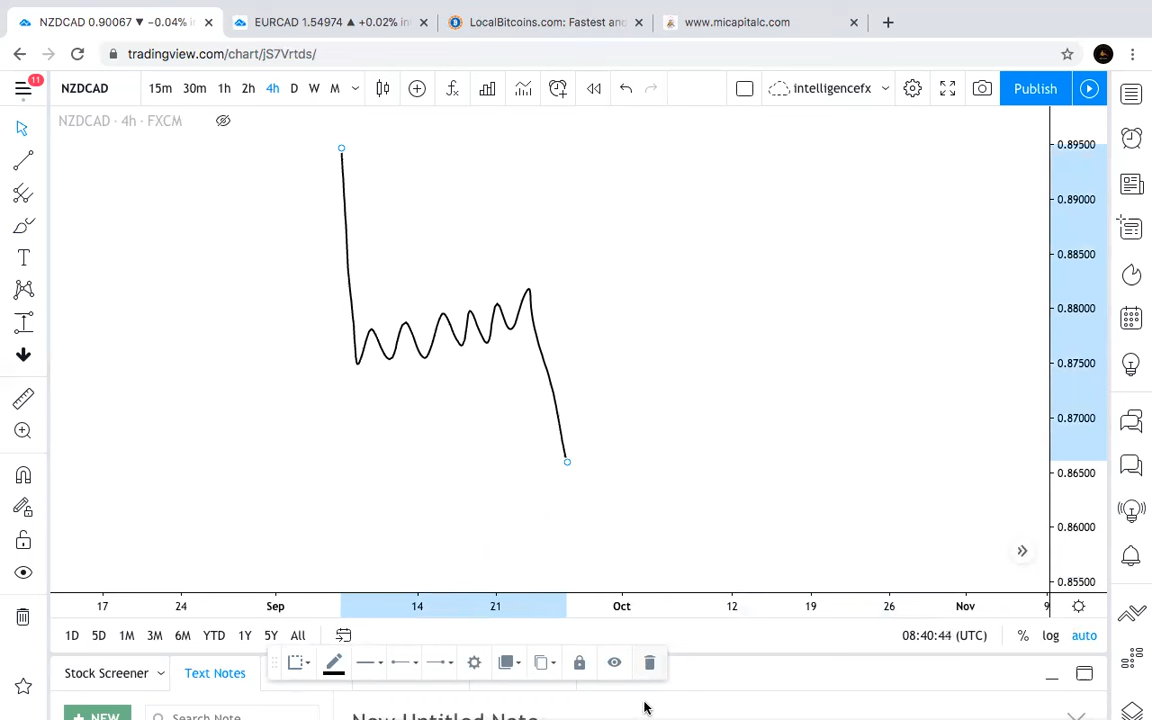 NZDCAD 0.90067 ▼ −0.04%
EURCAD 1.54974 ▲ +0.02%
LocalBitcoins.com: Fastest and
www.micapitalc.com
tradingview.com/chart/jS7Vrtds/
11
NZDCAD 15m 30m 1h 2h 4h D W M
intelligencefx
Publish
NZDCAD · 4h · FXCM
0.89500
0.89000
0.88500
0.88000
0.87500
0.87000
0.86500
0.86000
0.85500
17 24 Sep 14 21 Oct 12 19 26 Nov 9
1D 5D 1M 3M 6M YTD 1Y 5Y All
08:40:44 (UTC) % log auto
Stock Screener Text Notes
+ NEW
Search Note
New Untitled Note